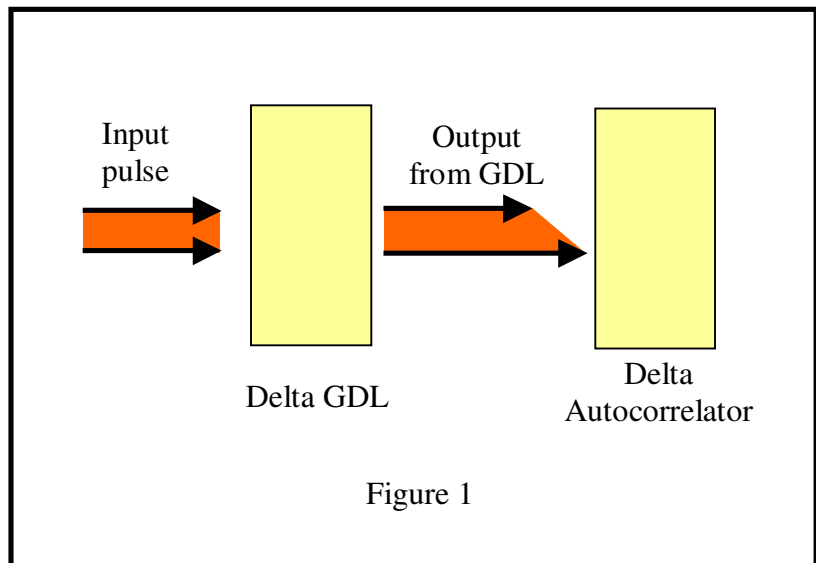 Input
pulse
Output
from GDL
Delta GDL
Delta
Autocorrelator
Figure 1